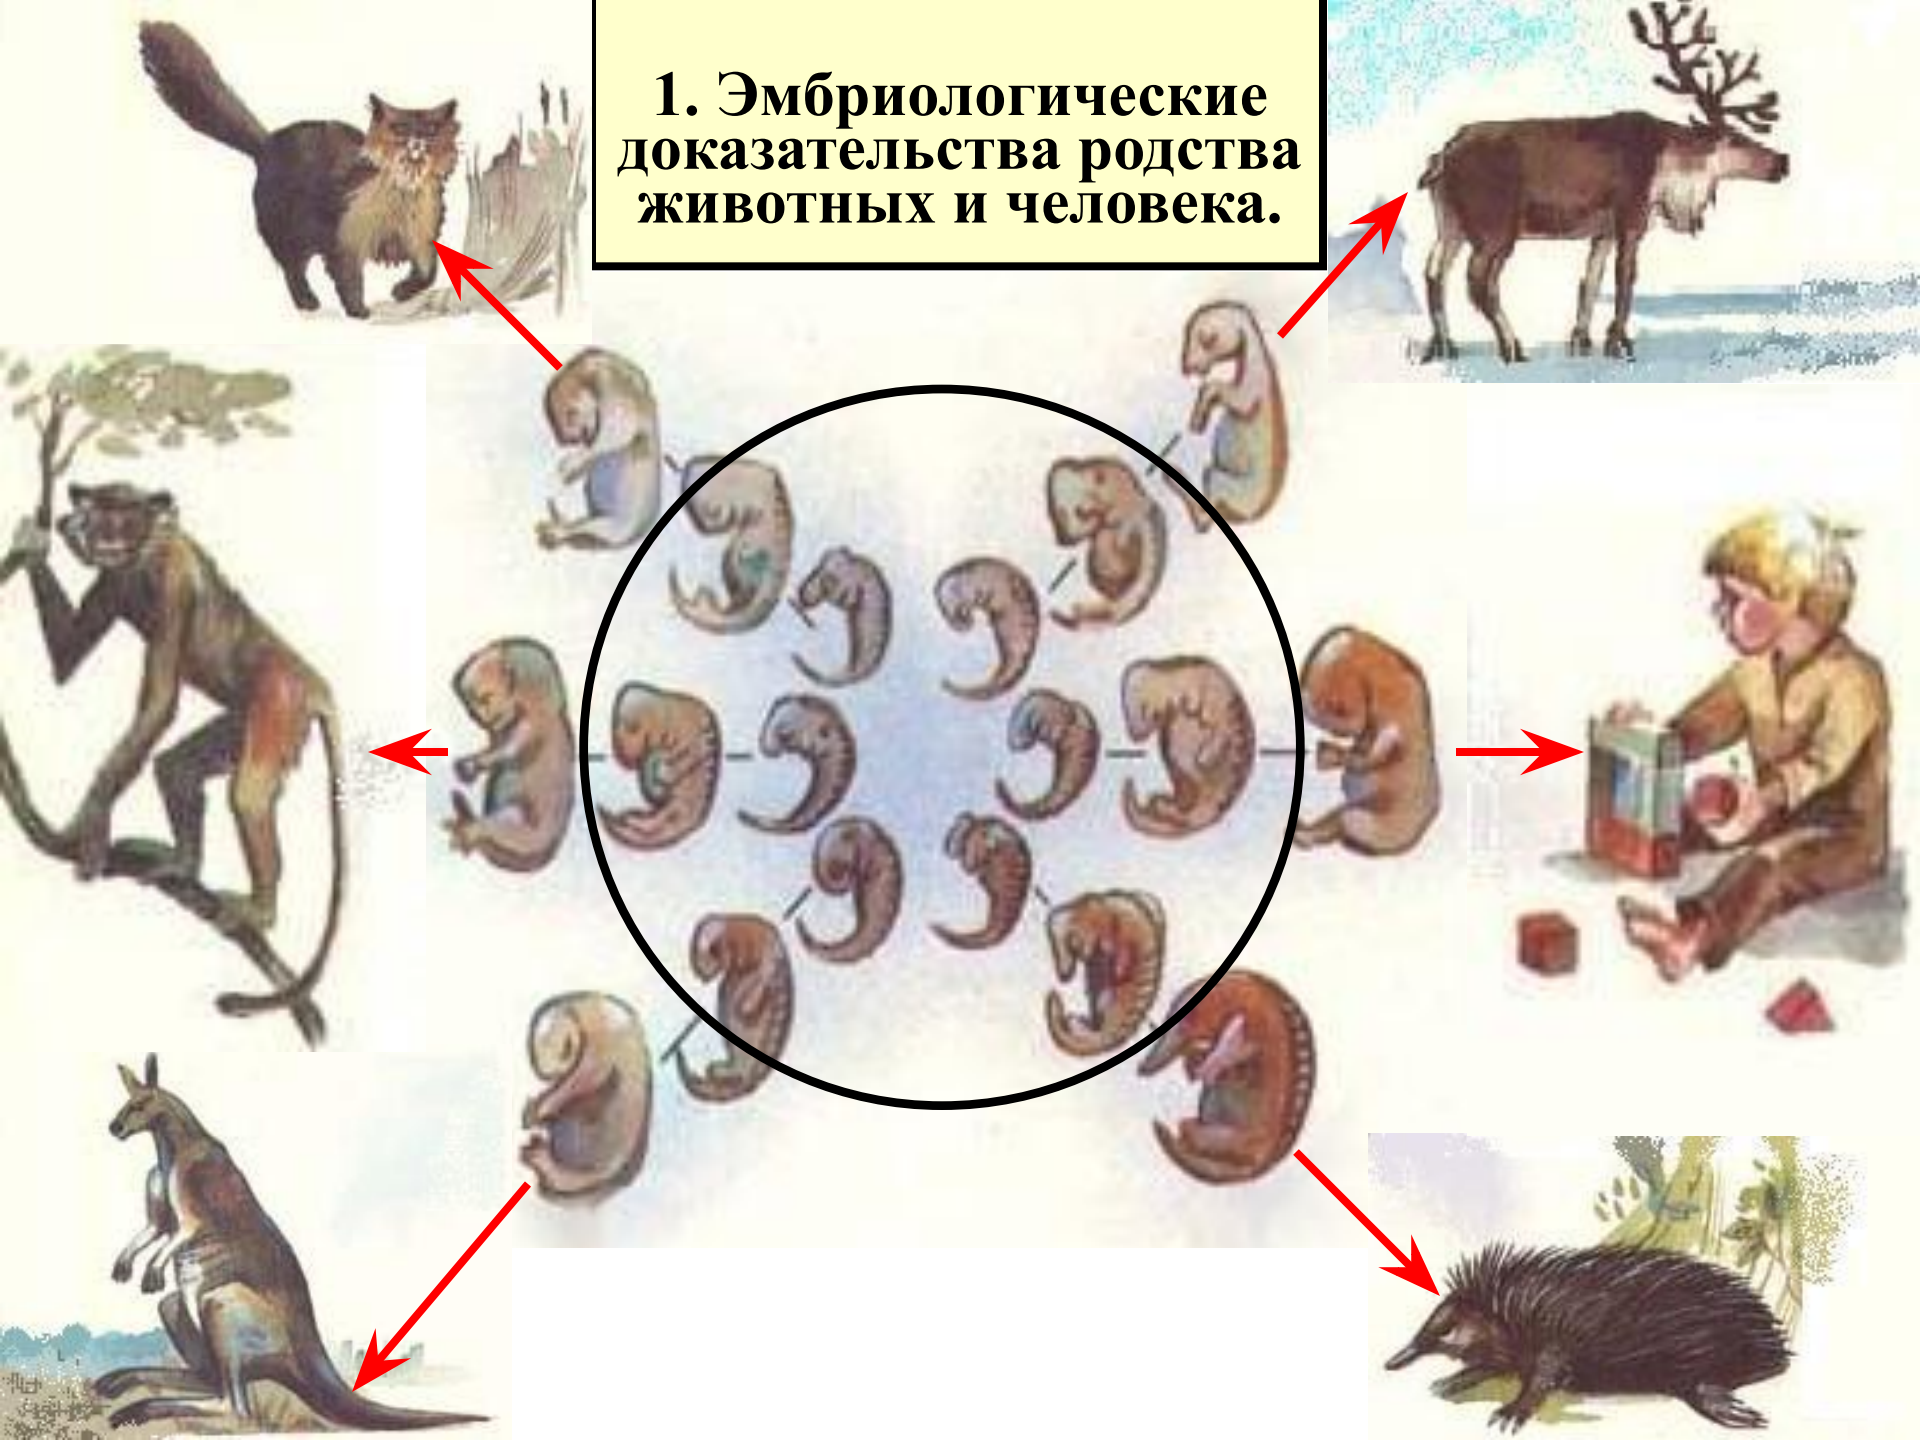 1. Эмбриологические
доказательства родства
животных и человека.